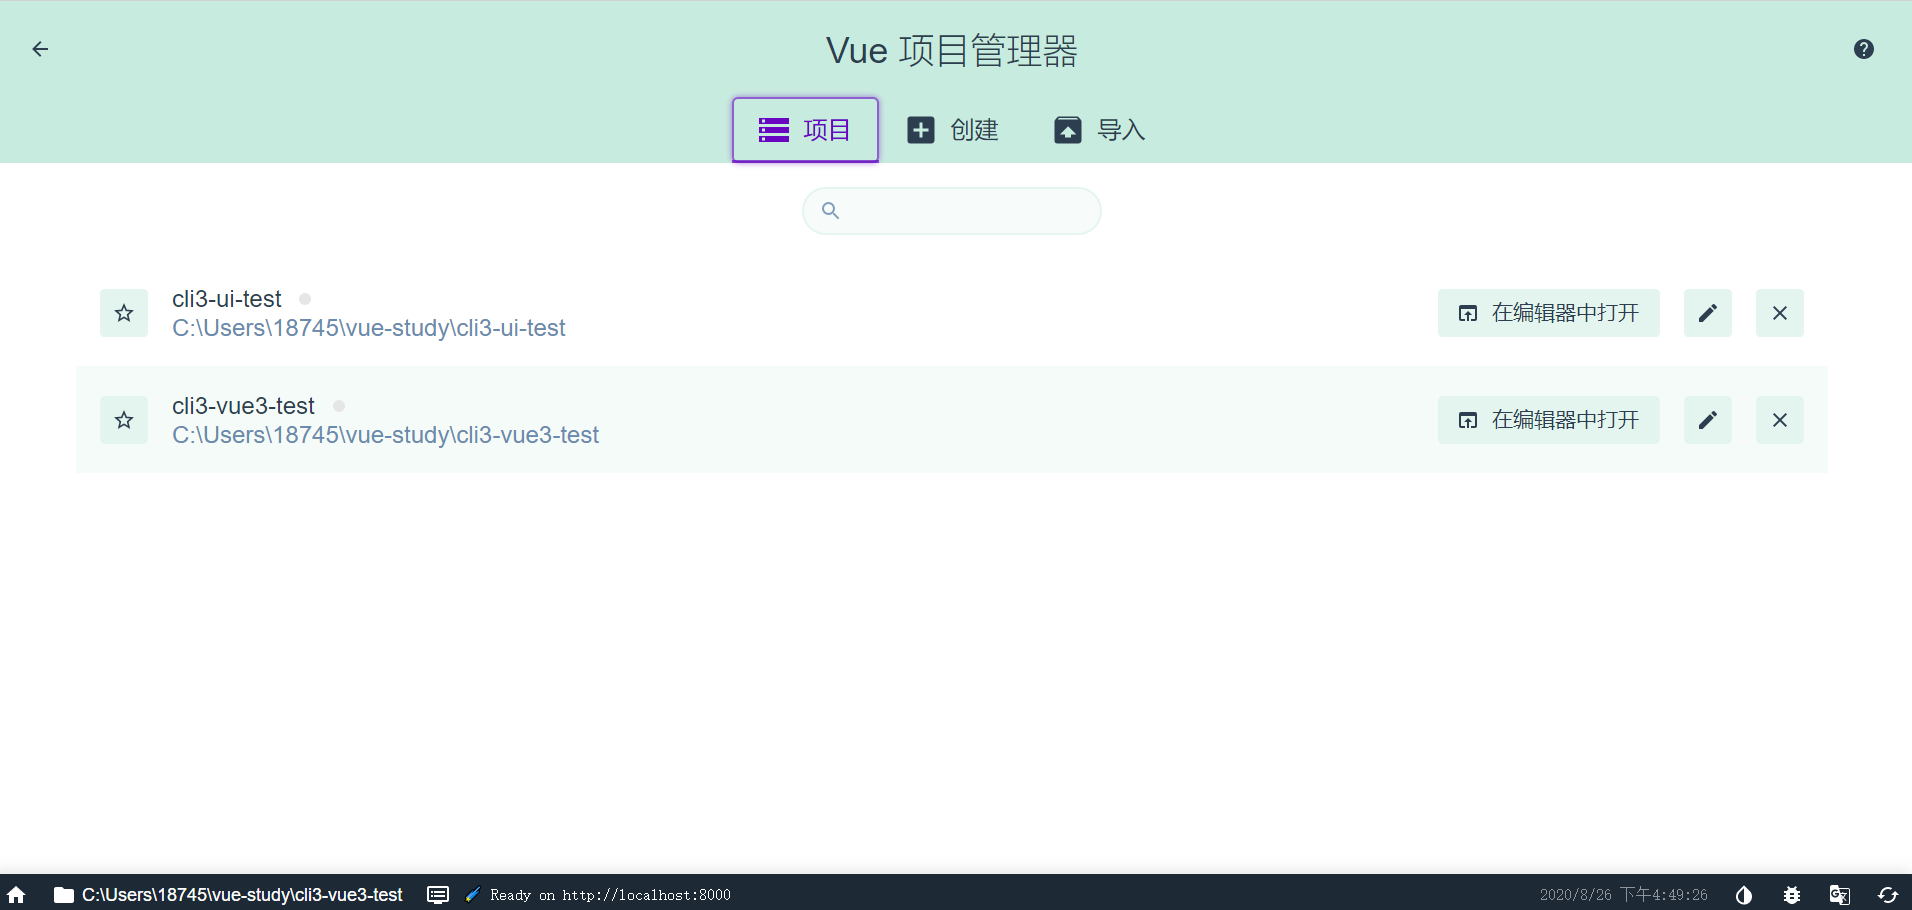 Vue 项目管理器
项目
创建
导入
cli3-ui-test
C:\Users\18745\vue-study\cli3-ui-test
在编辑器中打开
cli3-vue3-test
C:\Users\18745\vue-study\cli3-vue3-test
在编辑器中打开
C:\Users\18745\vue-study\cli3-vue3-test
Ready on http://localhost:8000
2020/8/26 下午4:49:26